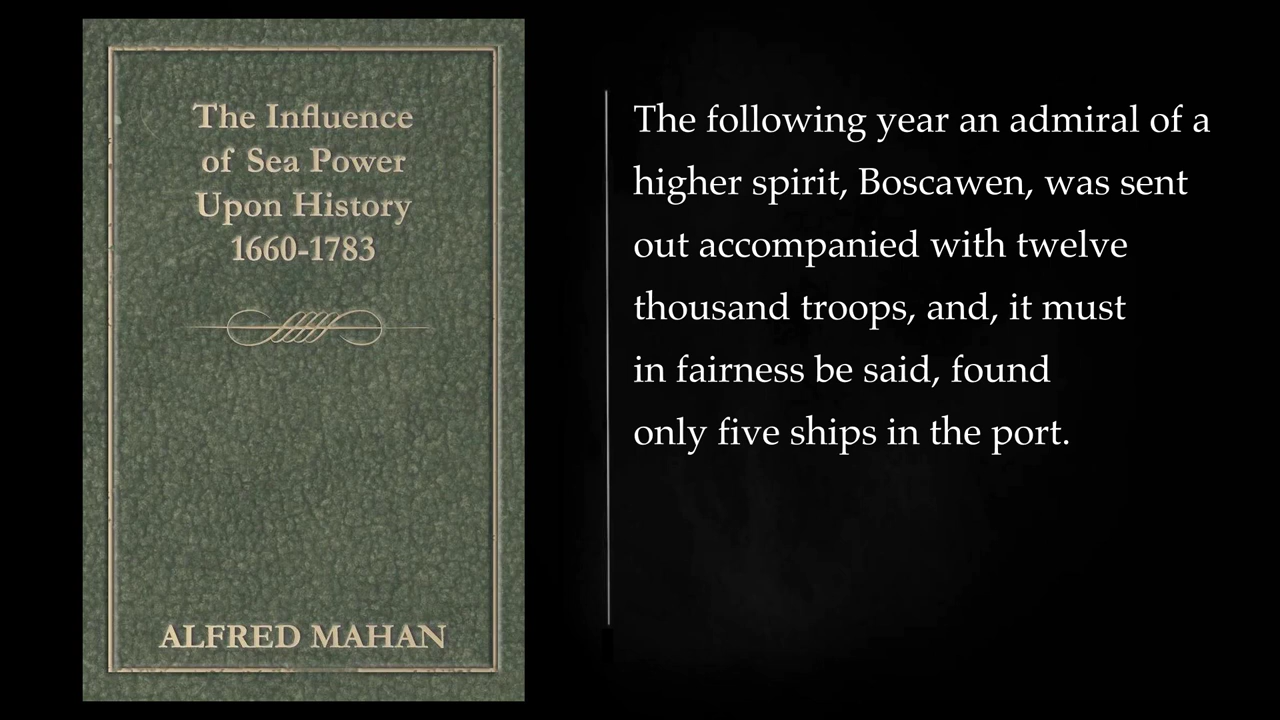 The Influence
of Sea Power
Upon History
1660-1783
ALFRED MAHAN
The following year an admiral of a
higher spirit, Boscawen, was sent
out accompanied with twelve
thousand troops, and, it must
in fairness be said, found
only five ships in the port.